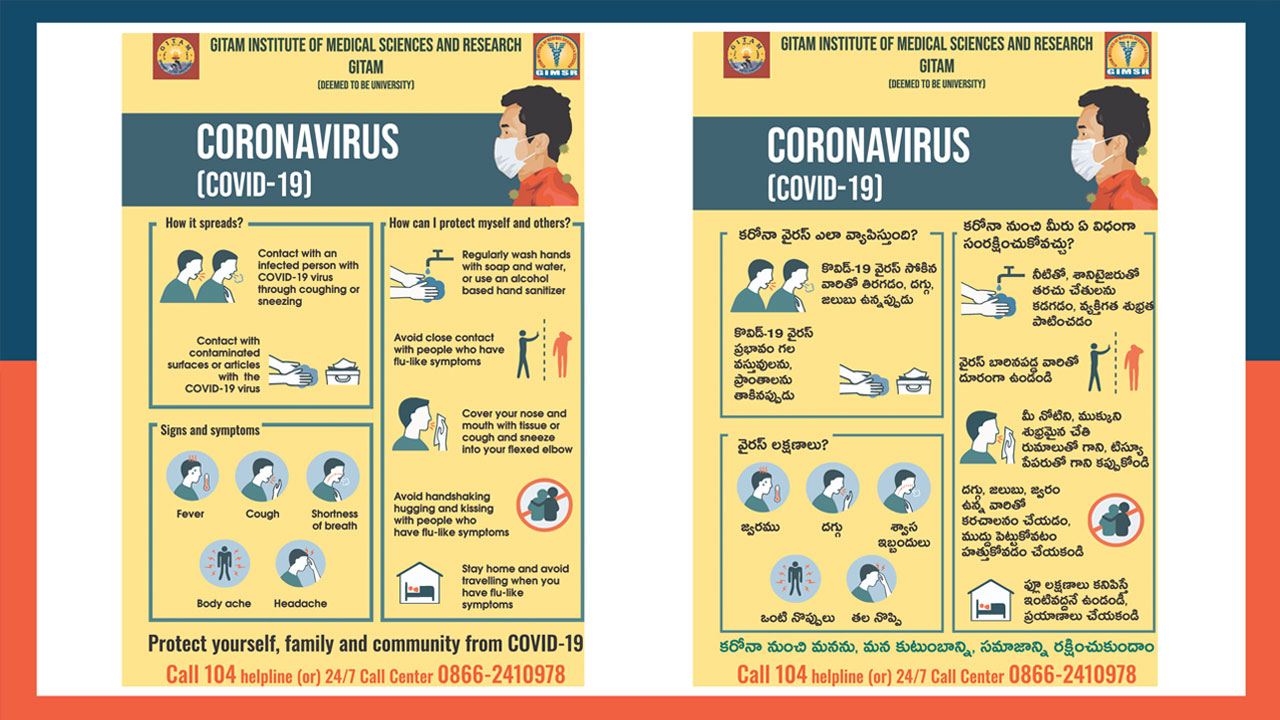 GITAM
GIMSR
GITAM INSTITUTE OF MEDICAL SCIENCES AND RESEARCH
GITAM
(DEEMED TO BE UNIVERSITY)
CORONAVIRUS
(COVID-19)
How it spreads?
Contact with an
infected person with
COVID-19 virus
through coughing or
sneezing
Contact with
contaminated
surfaces or articles
with the
COVID-19 virus
Signs and symptoms
Fever
Cough
Shortness
of breath
Body ache
Headache
How can I protect myself and others?
Regularly wash hands
with soap and water,
or use an alcohol
based hand sanitizer
Avoid close contact
with people who have
flu-like symptoms
Cover your nose and
mouth with tissue or
cough and sneeze
into your flexed elbow
Avoid handshaking
hugging and kissing
with people who
have flu-like symptoms
Stay home and avoid
travelling when you
have flu-like
symptoms
Protect yourself, family and community from COVID-19
Call 104 helpline (or) 24/7 Call Center 0866-2410978
GITAM
GIMSR
GITAM INSTITUTE OF MEDICAL SCIENCES AND RESEARCH
GITAM
(DEEMED TO BE UNIVERSITY)
CORONAVIRUS
(COVID-19)
కరోనా వైరస్ ఎలా వ్యాపిస్తుంది?
కొవిడ్-19 వైరస్ సోకిన
వారితో తిరగడం, దగ్గు,
జలుబు ఉన్నప్పుడు
కొవిడ్-19 వైరస్
ప్రభావం గల
వస్తువులను,
ప్రాంతాలను
తాకినప్పుడు
వైరస్ లక్షణాలు?
జ్వరము
దగ్గు
శ్వాస
ఇబ్బందులు
ఒంటి నొప్పులు
తల నొప్పి
కరోనా నుంచి మీరు ఏ విధంగా
సంరక్షించుకోవచ్చు?
నీటితో, శానిటైజరుతో
తరచు చేతులను
కడగడం, వ్యక్తిగత శుభ్రత
పాటించడం
వైరస్ బారినపడ్డ వారితో
దూరంగా ఉండండి
మీ నోటిని, ముక్కుని
శుభ్రమైన చేతి
రుమాలుతో గాని, టిస్యూ
పేపరుతో గాని కప్పుకోండి
దగ్గు, జలుబు, జ్వరం
ఉన్న వారితో
కరచాలనం చేయడం,
ముద్దు పెట్టుకోవటం
హత్తుకోవడం చేయకండి
ఫ్లూ లక్షణాలు కనిపిస్తే
ఇంటివద్దనే ఉండండి,
ప్రయాణాలు చేయకండి
కరోనా నుంచి మనను, మన కుటుంబాన్ని, సమాజాన్ని రక్షించుకుందాం
Call 104 helpline (or) 24/7 Call Center 0866-2410978